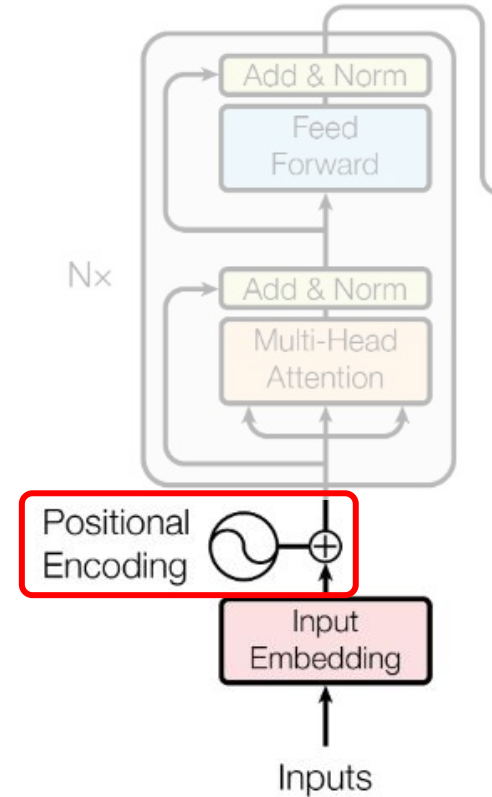 Add & Norm
Feed
Forward
N×
Add & Norm
Multi-Head
Attention
Positional
Encoding
Input
Embedding
Inputs